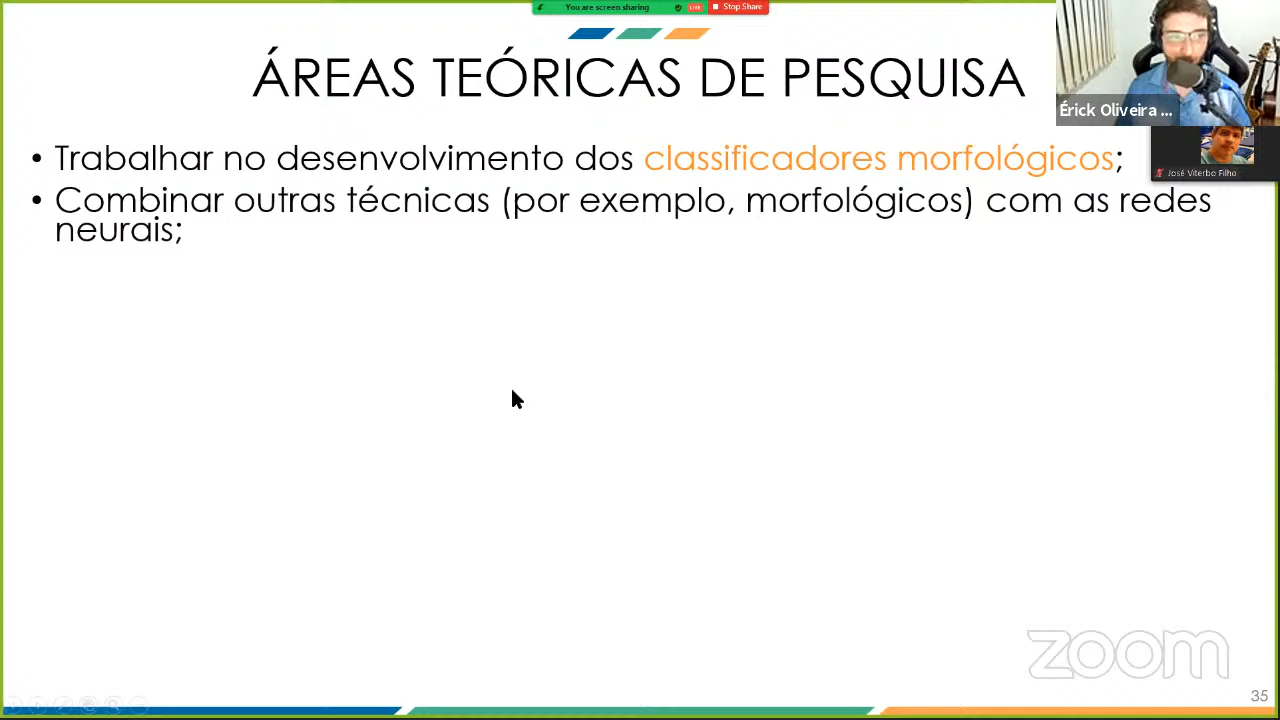 You are screen sharing LIVE Stop Share
ÁREAS TEÓRICAS DE PESQUISA
Érick Oliveira ...
José Viterbo Filho
• Trabalhar no desenvolvimento dos classificadores morfológicos;
• Combinar outras técnicas (por exemplo, morfológicos) com as redes
neurais;
zoom
35